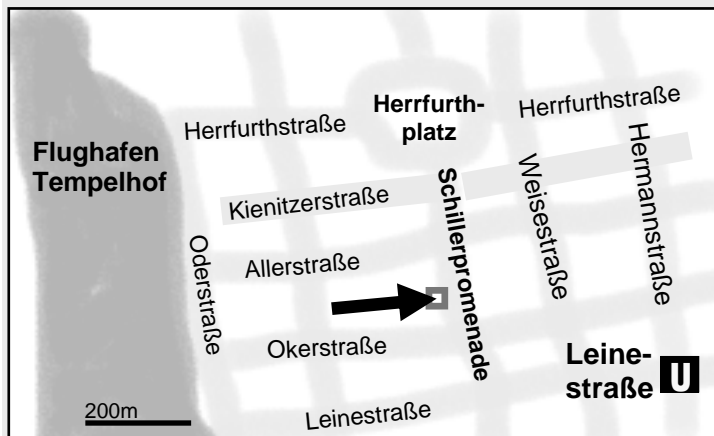 Herrfurth-
platz
Herrfurthstraße
Herrfurthstraße
Flughafen
Tempelhof
Kienitzerstraße
Schillerpromenade
Weisestraße
Hermannstraße
Oderstraße
Allerstraße
Okerstraße
Leine-
straße
U
200m
Leinestraße